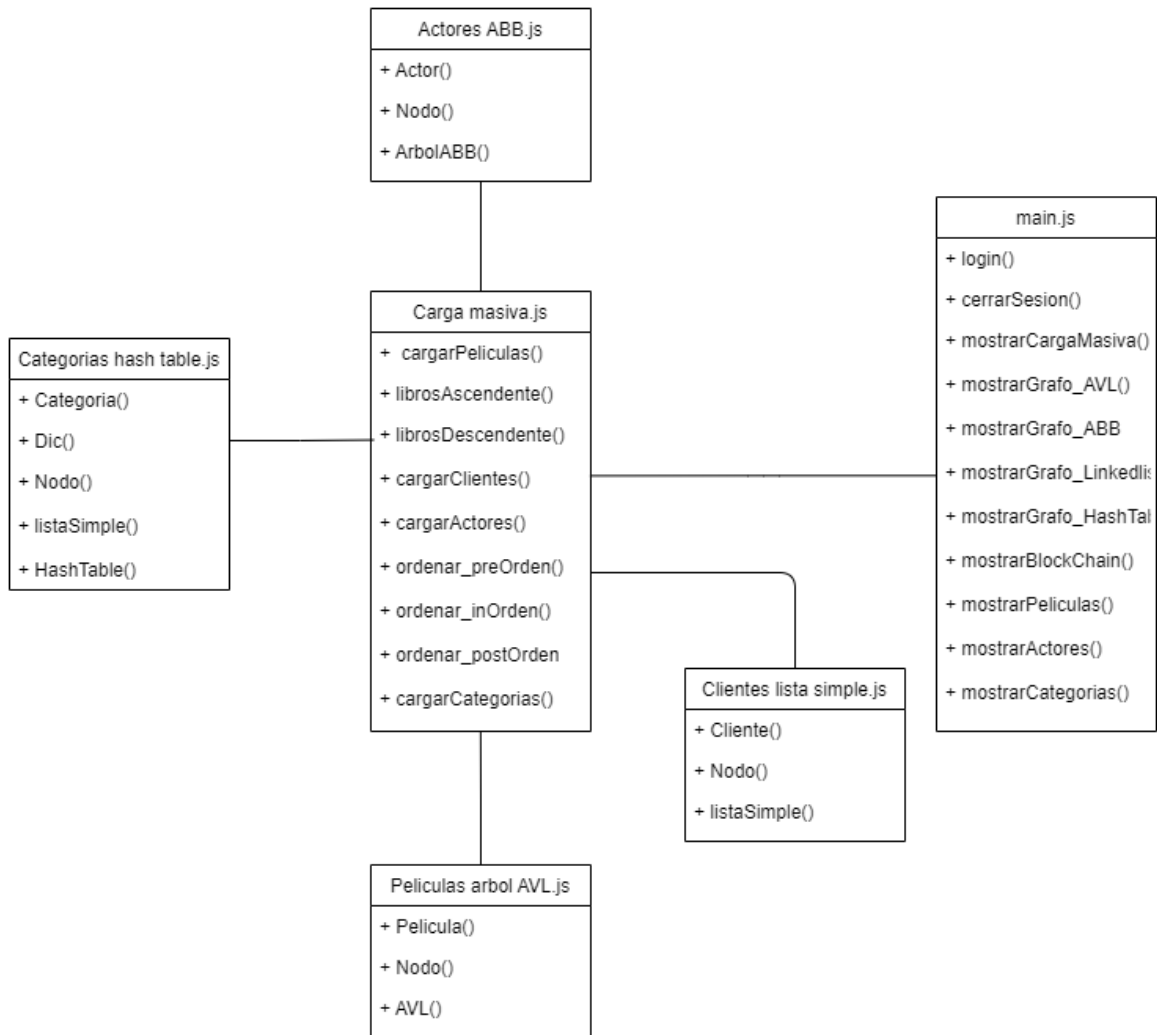 Actores ABB.js
+ Actor()
+ Nodo()
+ ArbolABB()
main.js
+ login()
+ cerrarSesion()
+ mostrarCargaMasiva()
+ mostrarGrafo_AVL()
+ mostrarGrafo_ABB
+ mostrarGrafo_Linkedlis
+ mostrarGrafo_HashTal
+ mostrarBlockChain()
+ mostrarPeliculas()
+ mostrarActores()
+ mostrarCategorias()
Carga masiva.js
+ cargarPeliculas()
+ librosAscendente()
+ librosDescendente()
+ cargarClientes()
+ cargarActores()
+ ordenar_preOrden()
+ ordenar_inOrden()
+ ordenar_postOrden
+ cargarCategorias()
Categorias hash table.js
+ Categoria()
+ Dic()
+ Nodo()
+ listaSimple()
+ HashTable()
Clientes lista simple.js
+ Cliente()
+ Nodo()
+ listaSimple()
Peliculas arbol AVL.js
+ Pelicula()
+ Nodo()
+ AVL()